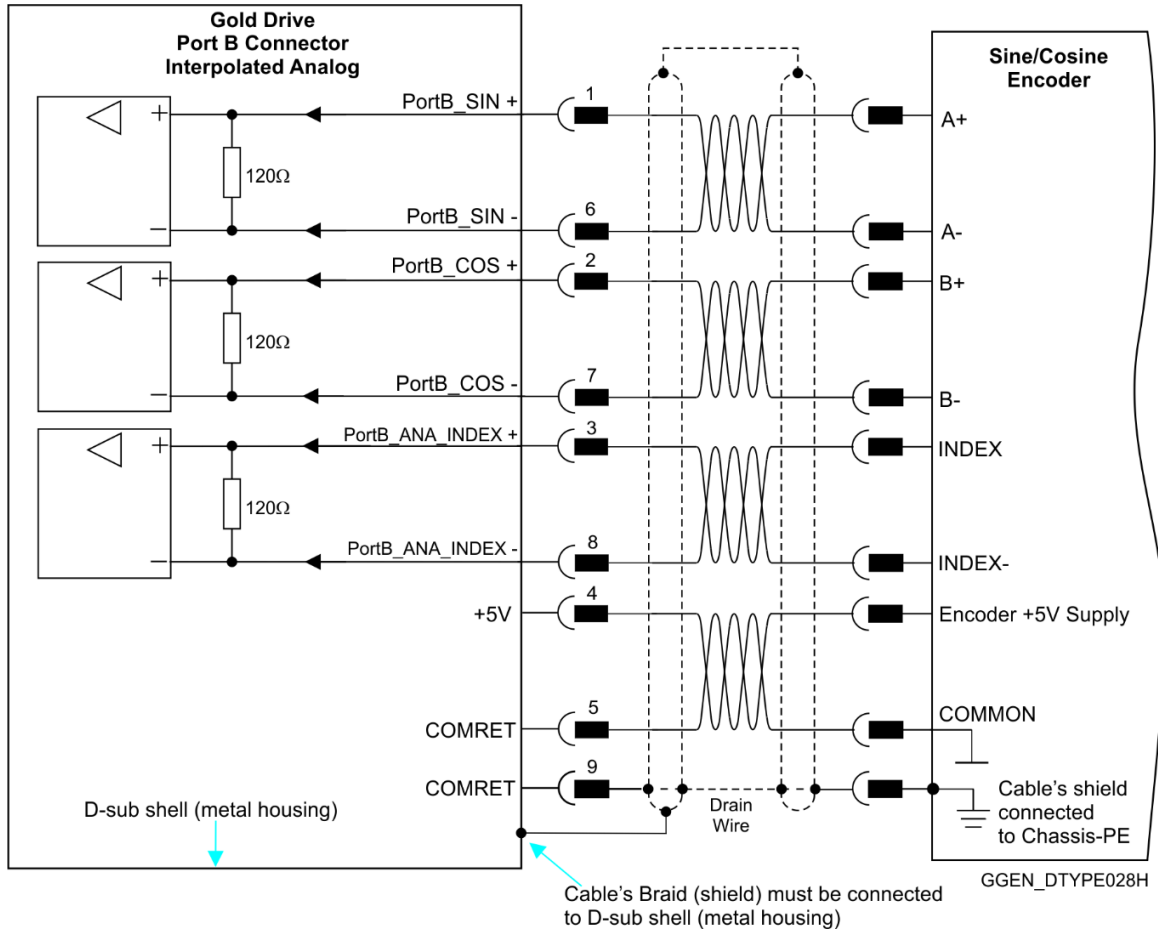 Gold Drive
Port B Connector
Interpolated Analog
Sine/Cosine
Encoder
+
PortB_SIN +
1
A+
120Ω
−
PortB_SIN -
6
A-
+
PortB_COS +
2
B+
120Ω
−
PortB_COS -
7
B-
+
PortB_ANA_INDEX +
3
INDEX
120Ω
−
PortB_ANA_INDEX -
8
INDEX-
+5V
4
Encoder +5V Supply
COMRET
5
COMMON
COMRET
9
Drain
Wire
Cable's shield
connected
to Chassis-PE
D-sub shell (metal housing)
GGEN_DTYPE028H
Cable's Braid (shield) must be connected
to D-sub shell (metal housing)